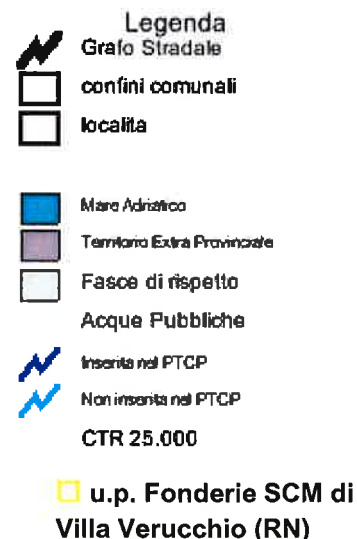 Legenda
Grafo Stradale
confini comunali
localita
Mare Adriatico
Territorio Extra Provinciale
Fasce di rispetto
Acque Pubbliche
Inserita nel PTCP
Non inserita nel PTCP
CTR 25.000
u.p. Fonderie SCM di
Villa Verucchio (RN)